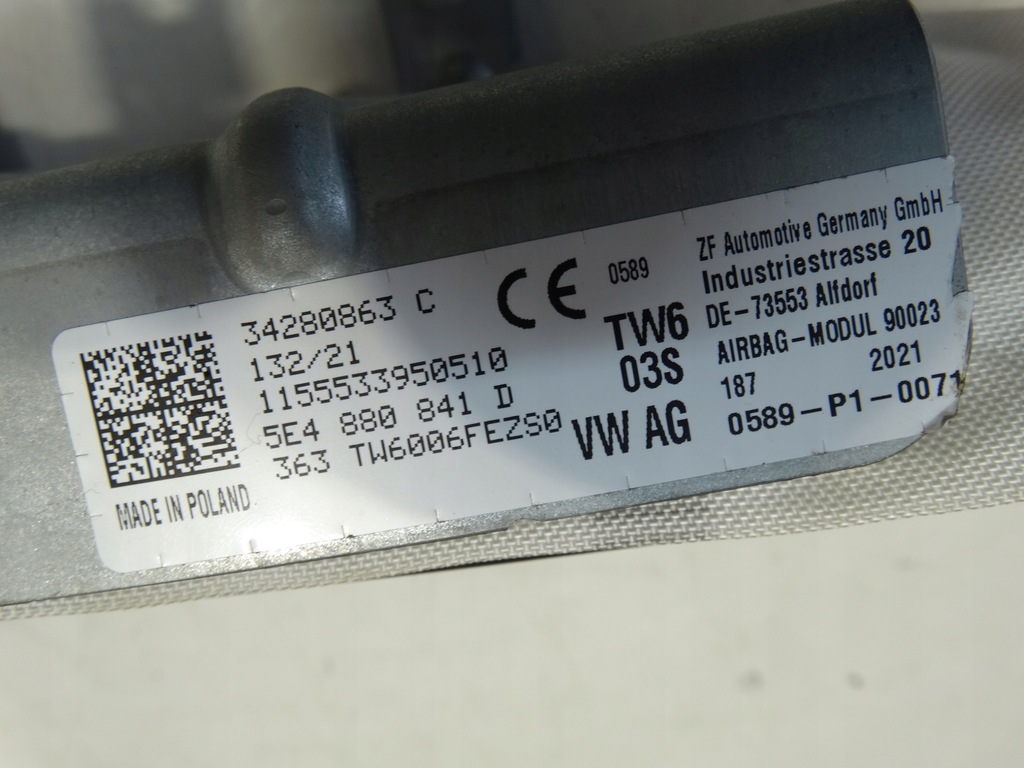 34280863 C
132/21
1155533950510
5E4 880 841 D
363 TW6006FEZS0
MADE IN POLAND
CE 0589
TW6
03S
VW AG
ZF Automotive Germany GmbH
Industriestrasse 20
DE-73553 Alfdorf
AIRBAG-MODUL 90023
187 2021
0589-P1-0071